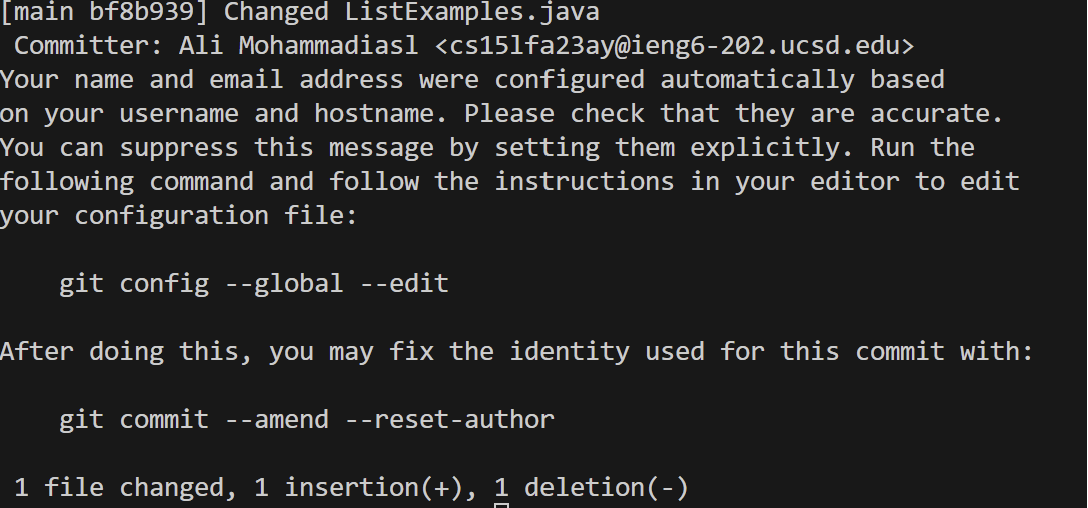 [main bf8b939] Changed ListExamples.java
 Committer: Ali Mohammadiasl <cs15lfa23ay@ieng6-202.ucsd.edu>
Your name and email address were configured automatically based
on your username and hostname. Please check that they are accurate.
You can suppress this message by setting them explicitly. Run the
following command and follow the instructions in your editor to edit
your configuration file:

    git config --global --edit

After doing this, you may fix the identity used for this commit with:

    git commit --amend --reset-author

 1 file changed, 1 insertion(+), 1 deletion(-)